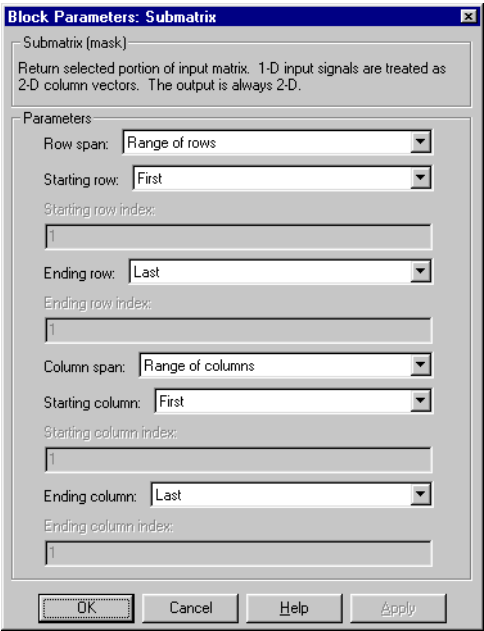 Block Parameters: Submatrix
Submatrix (mask)
Return selected portion of input matrix. 1-D input signals are treated as
2-D column vectors. The output is always 2-D.
Parameters
Row span: Range of rows
Starting row: First
Starting row index:
1
Ending row: Last
Ending row index:
1
Column span: Range of columns
Starting column: First
Starting column index:
1
Ending column: Last
Ending column index:
1
OK Cancel Help Apply